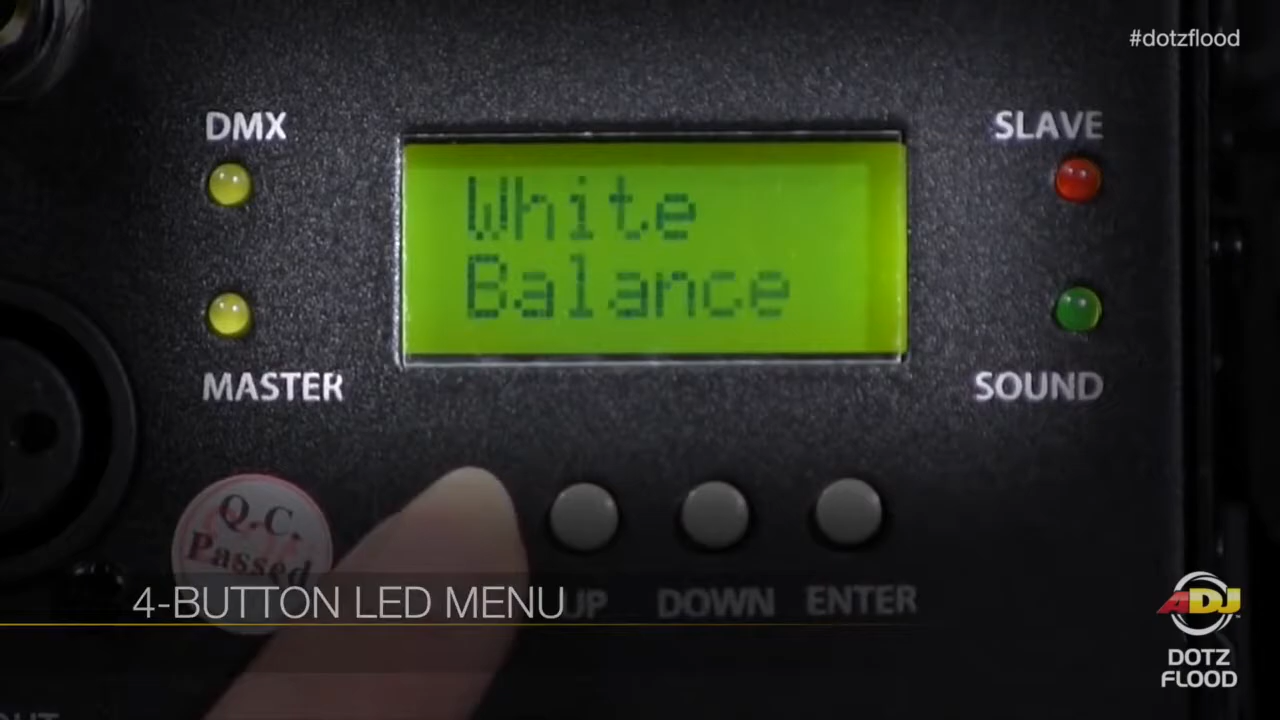 #dotzflood
DMX
SLAVE
White
Balance
MASTER
SOUND
Q.C.
Passed
4-BUTTON LED MENU
UP
DOWN
ENTER
ADJ
DOTZ
FLOOD